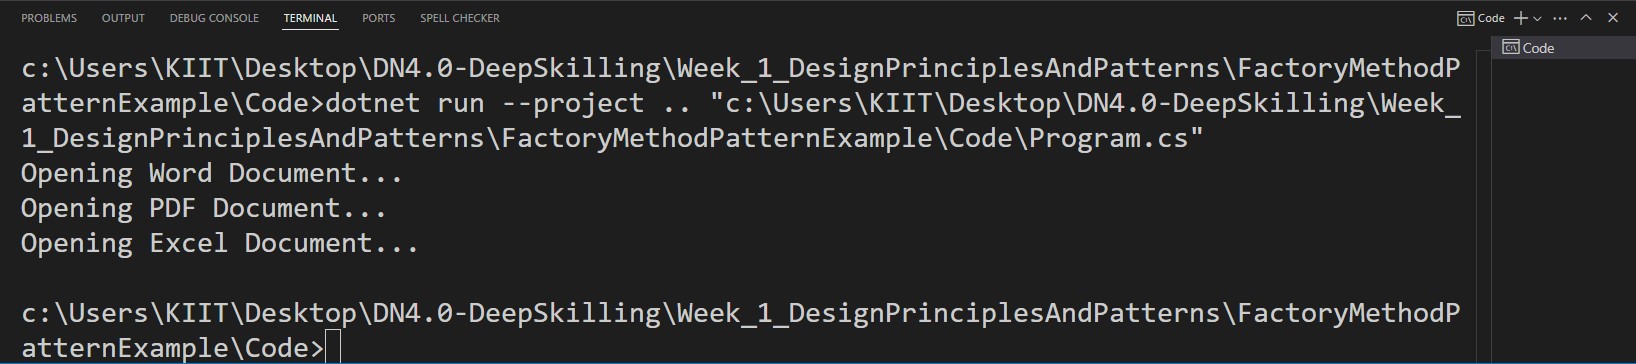 PROBLEMS OUTPUT DEBUG CONSOLE TERMINAL PORTS SPELL CHECKER Code
Code
c:\Users\KIIT\Desktop\DN4.0-DeepSkilling\Week_1_DesignPrinciplesAndPatterns\FactoryMethodP
atternExample\Code>dotnet run --project .. "c:\Users\KIIT\Desktop\DN4.0-DeepSkilling\Week_
1_DesignPrinciplesAndPatterns\FactoryMethodPatternExample\Code\Program.cs"
Opening Word Document...
Opening PDF Document...
Opening Excel Document...
c:\Users\KIIT\Desktop\DN4.0-DeepSkilling\Week_1_DesignPrinciplesAndPatterns\FactoryMethodP
atternExample\Code>